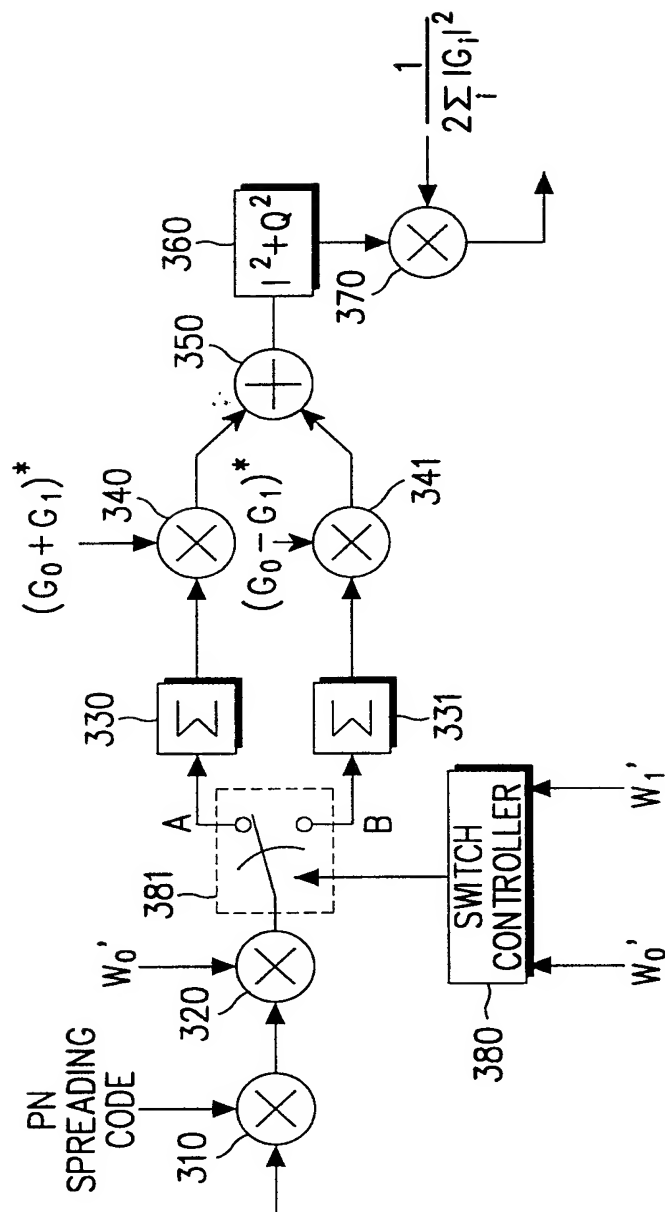 PN
SPREADING
CODE
310
W₀'
320
381
A
B
330
Σ
331
Σ
(G₀+G₁)*
340
(G₀−G₁)*
341
350
360
I²+Q²
370
1
2Σ|Gᵢ|²
i
380
SWITCH
CONTROLLER
W₀'
W₁'